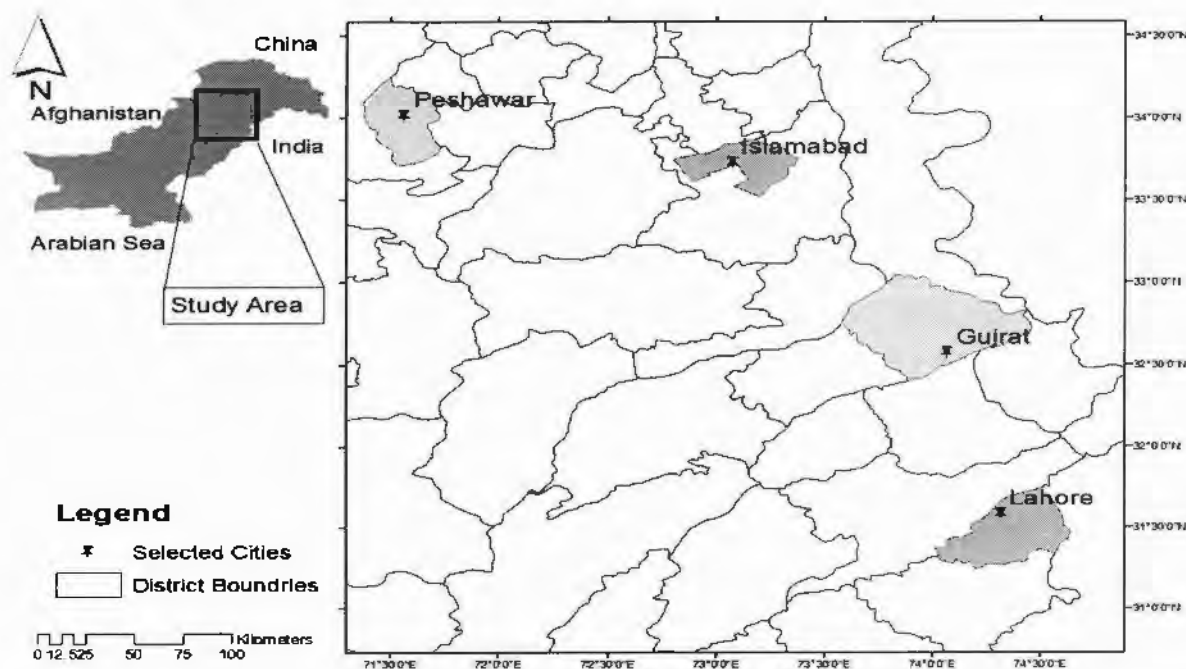 China
N
Afghanistan
India
Arabian Sea
Study Area
Legend
Selected Cities
District Boundries
Kilometers
0 12.525 50 75 100
Peshawar
Islamabad
Gujrat
Lahore
34°30'0"N
34°0'0"N
33°30'0"N
33°0'0"N
32°30'0"N
32°0'0"N
31°30'0"N
31°0'0"N
71°30'0"E
72°0'0"E
72°30'0"E
73°0'0"E
73°30'0"E
74°0'0"E
74°30'0"E